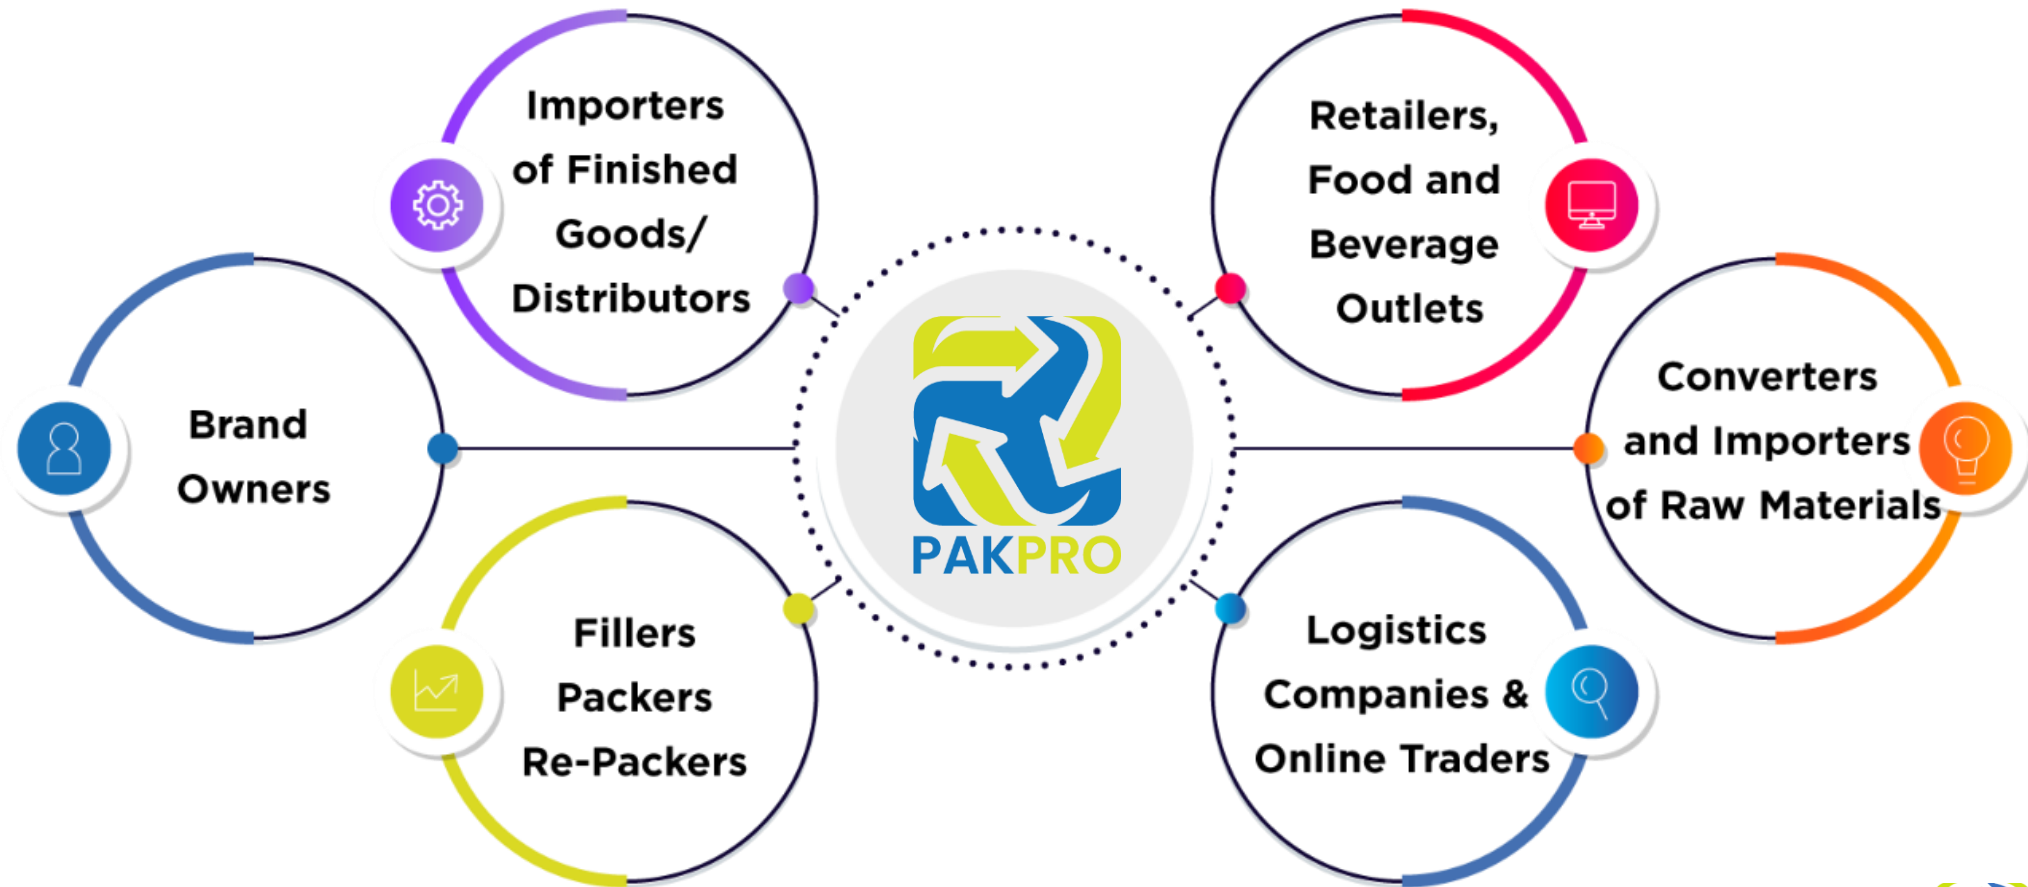 Importers
of Finished
Goods/
Distributors
Retailers,
Food and
Beverage
Outlets
Brand
Owners
PAKPRO
Converters
and Importers
of Raw Materials
Fillers
Packers
Re-Packers
Logistics
Companies &
Online Traders